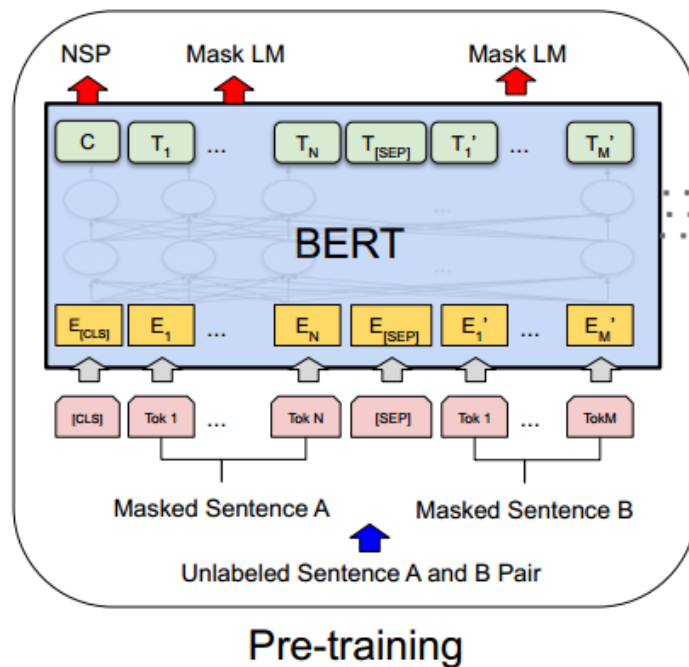 NSP Mask LM Mask LM
C T1 ... TN T[SEP] T1' ... TM'
...
BERT
...
E[CLS] E1 ... EN E[SEP] E1' ... EM'
[CLS] Tok 1 ... Tok N [SEP] Tok 1 ... TokM
Masked Sentence A Masked Sentence B
Unlabeled Sentence A and B Pair
Pre-training